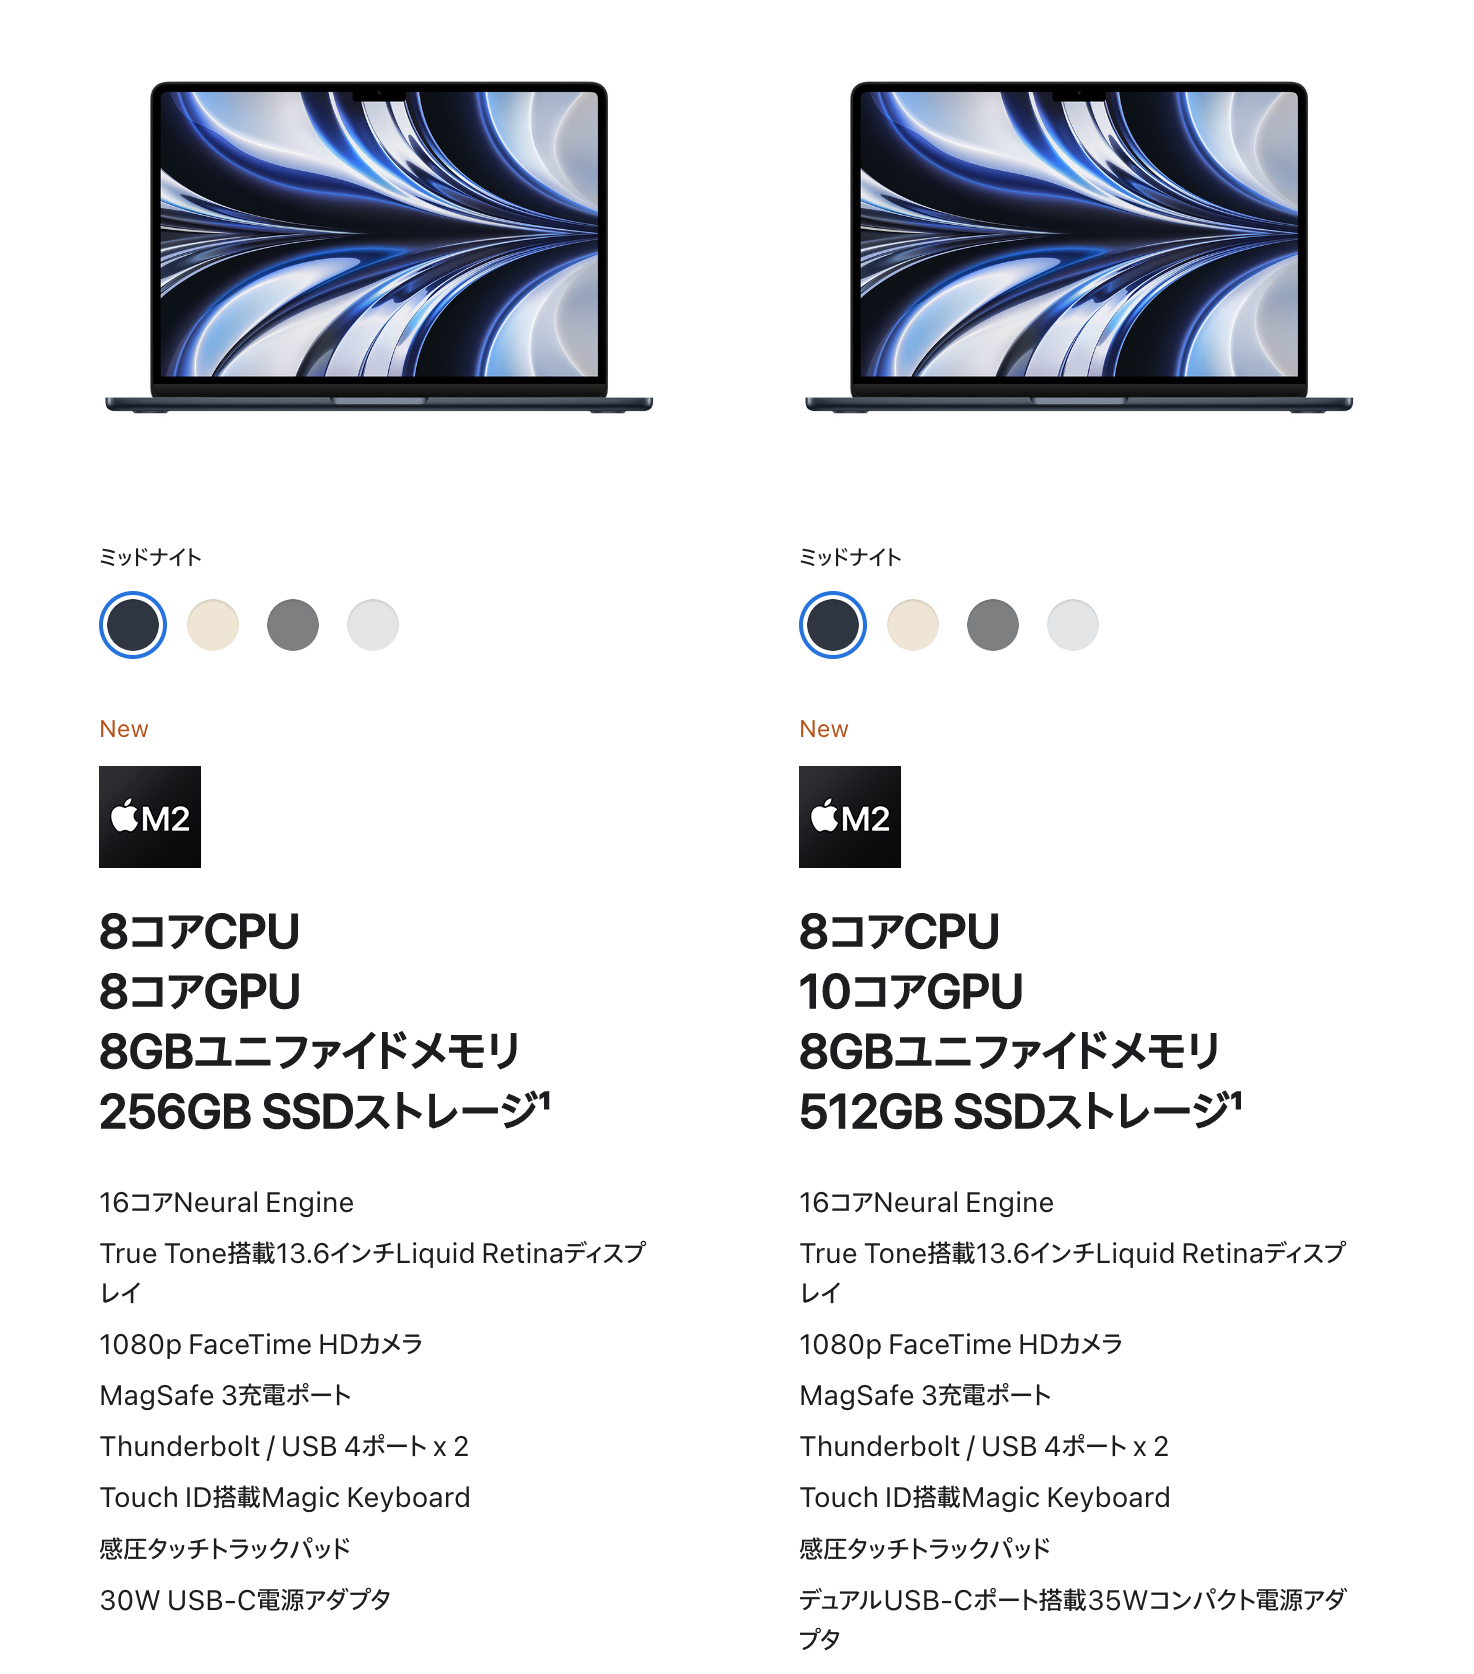 ミッドナイト
New
M2
8コアCPU
8コアGPU
8GBユニファイドメモリ
256GB SSDストレージ¹
16コアNeural Engine
True Tone搭載13.6インチLiquid Retinaディスプ
レイ
1080p FaceTime HDカメラ
MagSafe 3充電ポート
Thunderbolt / USB 4ポート x 2
Touch ID搭載Magic Keyboard
感圧タッチトラックパッド
30W USB-C電源アダプタ
ミッドナイト
New
M2
8コアCPU
10コアGPU
8GBユニファイドメモリ
512GB SSDストレージ¹
16コアNeural Engine
True Tone搭載13.6インチLiquid Retinaディスプ
レイ
1080p FaceTime HDカメラ
MagSafe 3充電ポート
Thunderbolt / USB 4ポート x 2
Touch ID搭載Magic Keyboard
感圧タッチトラックパッド
デュアルUSB-Cポート搭載35Wコンパクト電源アダ
プタ